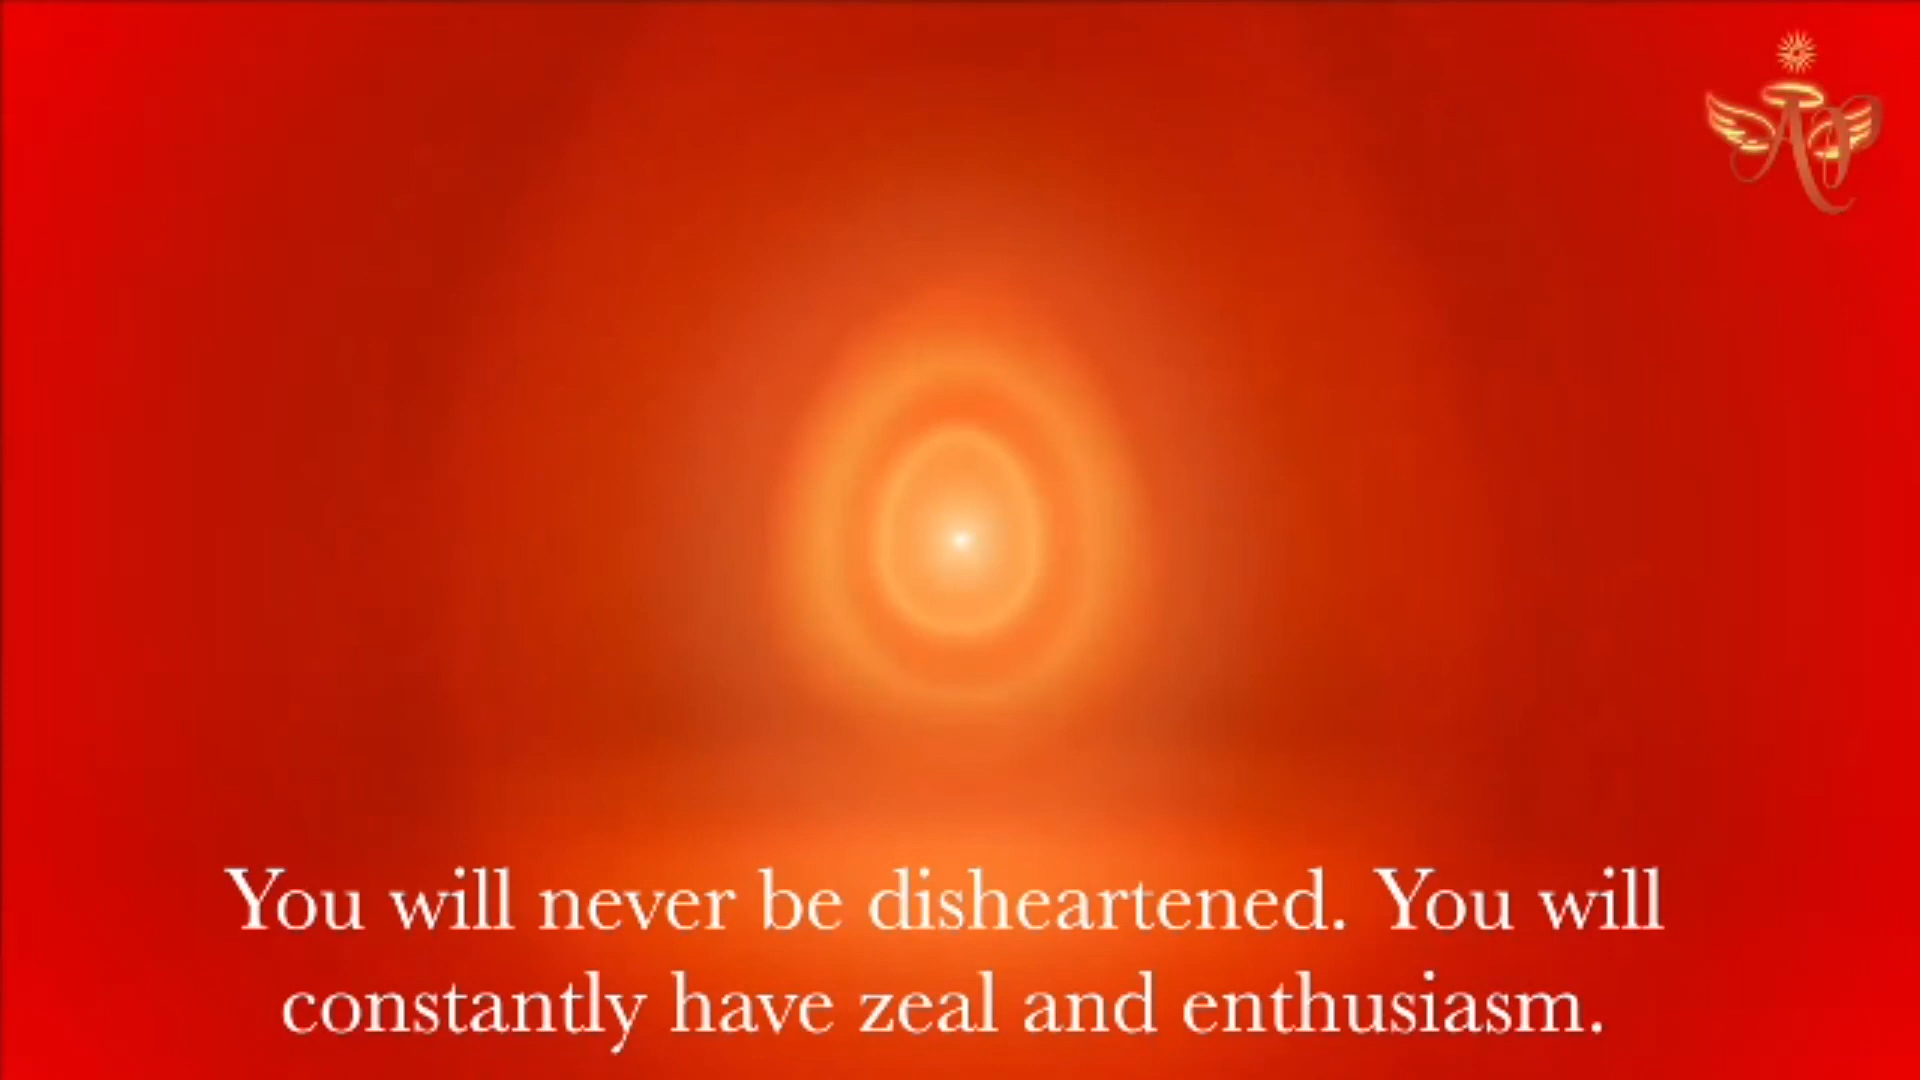 You will never be disheartened. You will
constantly have zeal and enthusiasm.